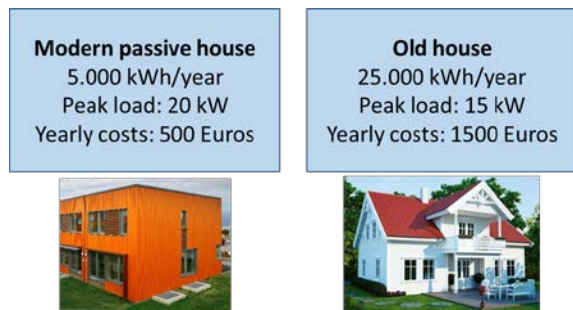 Modern passive house
5.000 kWh/year
Peak load: 20 kW
Yearly costs: 500 Euros
Old house
25.000 kWh/year
Peak load: 15 kW
Yearly costs: 1500 Euros